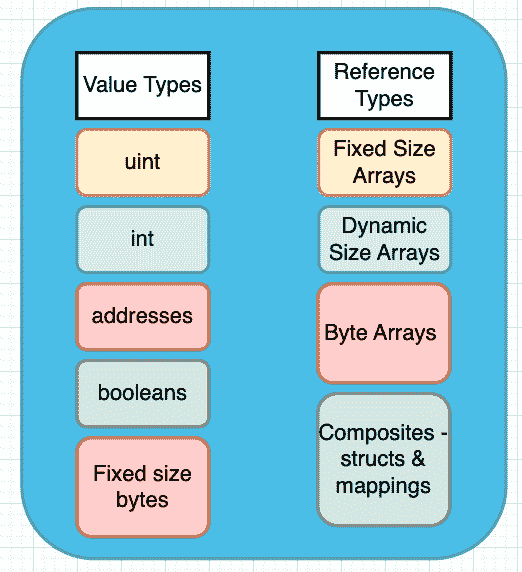 Value Types
uint
int
addresses
booleans
Fixed size
bytes
Reference
Types
Fixed Size
Arrays
Dynamic
Size Arrays
Byte Arrays
Composites -
structs &
mappings